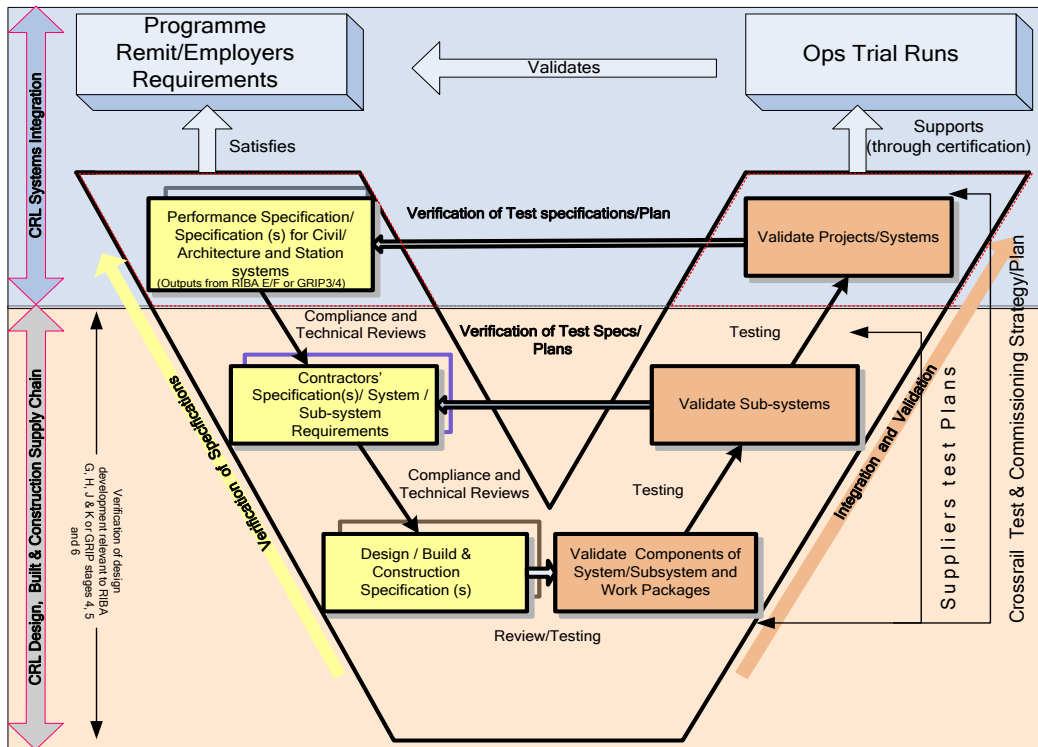 Programme
Remit/Employers
Requirements
Validates
Ops Trial Runs
Satisfies
Supports
(through certification)
CRL Systems Integration
Performance Specification/
Specification (s) for Civil/
Architecture and Station
systems
(Outputs from RIBA E/F or GRIP3/4)
Verification of Test specifications/Plan
Validate Projects/Systems
Compliance and
Technical Reviews
Verification of Test Specs/
Plans
Testing
Contractors'
Specification(s)/ System /
Sub-system
Requirements
Validate Sub-systems
Compliance and
Technical Reviews
Testing
Design / Build &
Construction
Specification (s)
Validate Components of
System/Subsystem and
Work Packages
Review/Testing
CRL Design, Built & Construction Supply Chain
Verification of design
development relevant to RIBA
G, H, J & K or GRIP stages 4, 5
and 6
Verification of Specifications
Integration and Validation
Suppliers test Plans
Crossrail Test & Commissioning Strategy/Plan